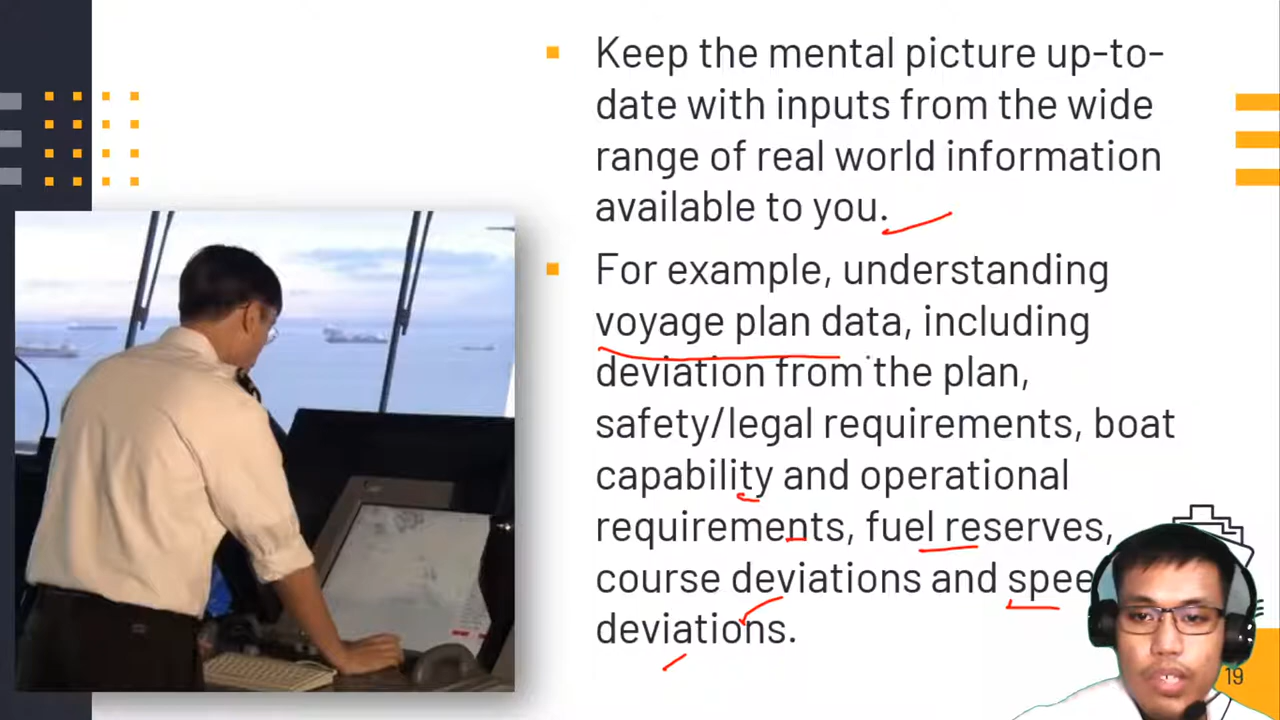 Keep the mental picture up-to-
date with inputs from the wide
range of real world information
available to you.
For example, understanding
voyage plan data, including
deviation from the plan,
safety/legal requirements, boat
capability and operational
requirements, fuel reserves,
course deviations and spee
deviations.
19